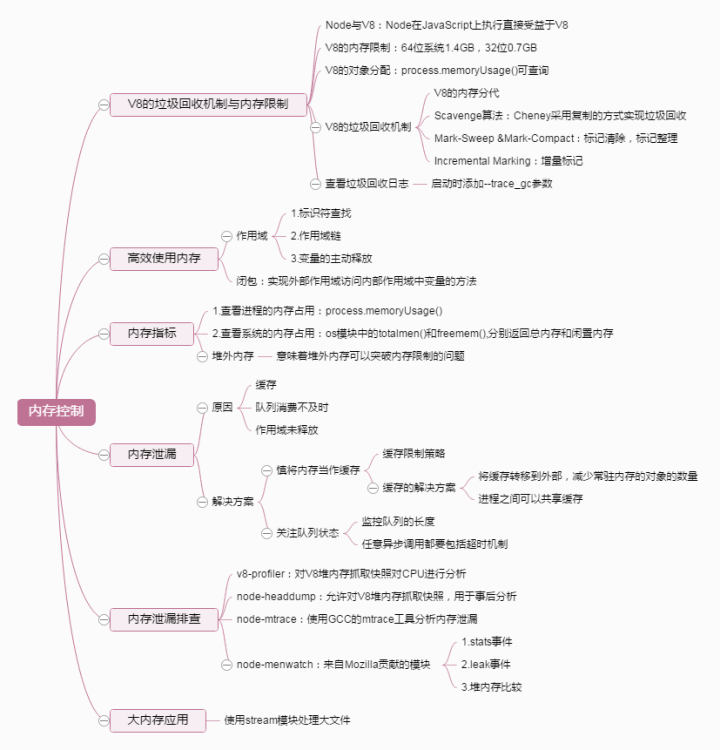 内存控制
V8的垃圾回收机制与内存限制
Node与V8：Node在JavaScript上执行直接受益于V8
V8的内存限制：64位系统1.4GB，32位0.7GB
V8的对象分配：process.memoryUsage()可查询
V8的垃圾回收机制
V8的内存分代
Scavenge算法：Cheney采用复制的方式实现垃圾回收
Mark-Sweep &Mark-Compact：标记清除，标记整理
Incremental Marking：增量标记
查看垃圾回收日志
启动时添加--trace_gc参数
高效使用内存
作用域
1.标识符查找
2.作用域链
3.变量的主动释放
闭包：实现外部作用域访问内部作用域中变量的方法
内存指标
1.查看进程的内存占用：process.memoryUsage()
2.查看系统的内存占用：os模块中的totalmen()和freemem(),分别返回总内存和闲置内存
堆外内存
意味着堆外内存可以突破内存限制的问题
内存泄漏
原因
缓存
队列消费不及时
作用域未释放
解决方案
慎将内存当作缓存
缓存限制策略
缓存的解决方案
将缓存转移到外部，减少常驻内存的对象的数量
进程之间可以共享缓存
关注队列状态
监控队列的长度
任意异步调用都要包括超时机制
内存泄漏排查
v8-profiler：对V8堆内存抓取快照对CPU进行分析
node-headdump：允许对V8堆内存抓取快照，用于事后分析
node-mtrace：使用GCC的mtrace工具分析内存泄漏
node-menwatch：来自Mozilla贡献的模块
1.stats事件
2.leak事件
3.堆内存比较
大内存应用
使用stream模块处理大文件